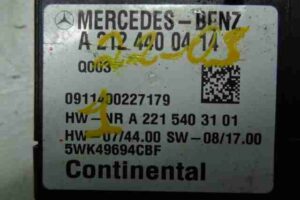 MERCEDES-BENZ
A 212 440 04 14
Q003
0911400227179
HW-NR A 221 540 31 01
HW-07/44.00 SW-08/17.00
5WK49694CBF
Continental